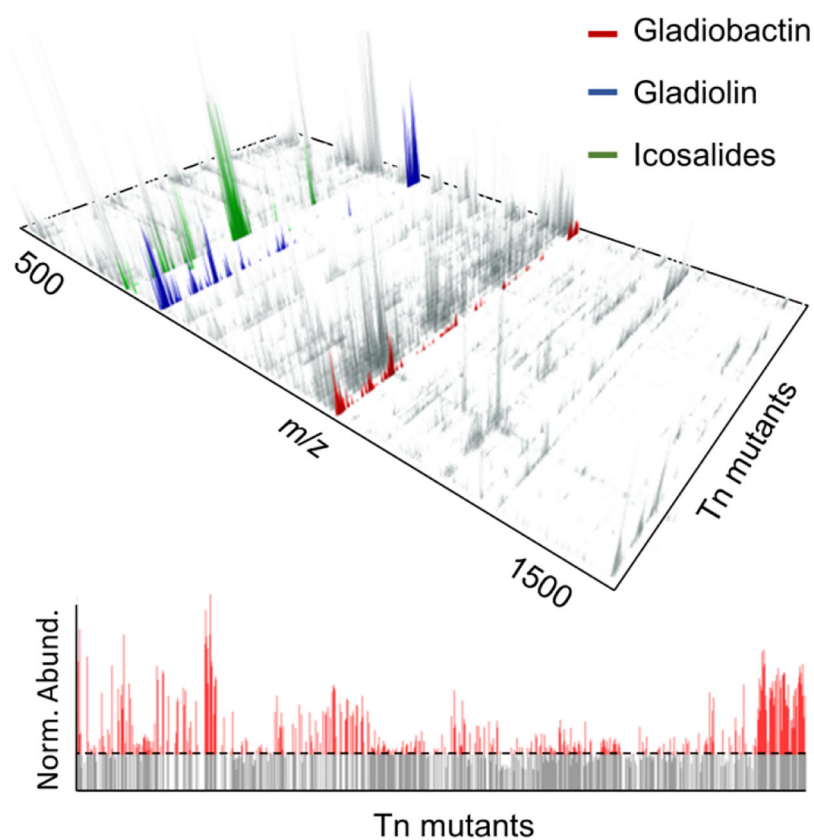 Gladiobactin
Gladiolin
Icosalides
500
m/z
1500
Tn mutants
Norm. Abund.
Tn mutants